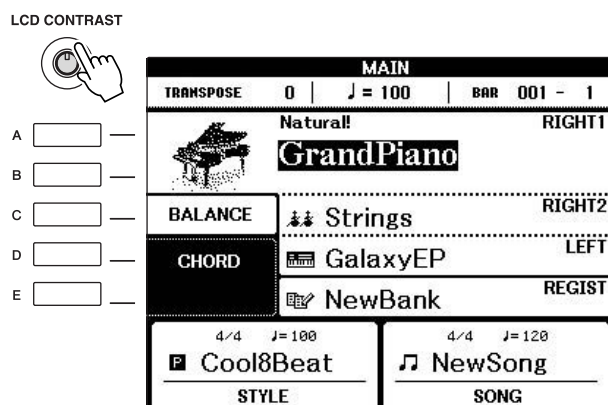 LCD CONTRAST
MAIN
TRANSPOSE 0 ♩= 100 BAR 001 - 1
A
B
C
D
E
Natural! RIGHT1
GrandPiano
BALANCE
CHORD
Strings RIGHT2
GalaxyEP LEFT
NewBank REGIST
4/4 ♩=100
P Cool8Beat
STYLE
4/4 ♩=120
NewSong
SONG